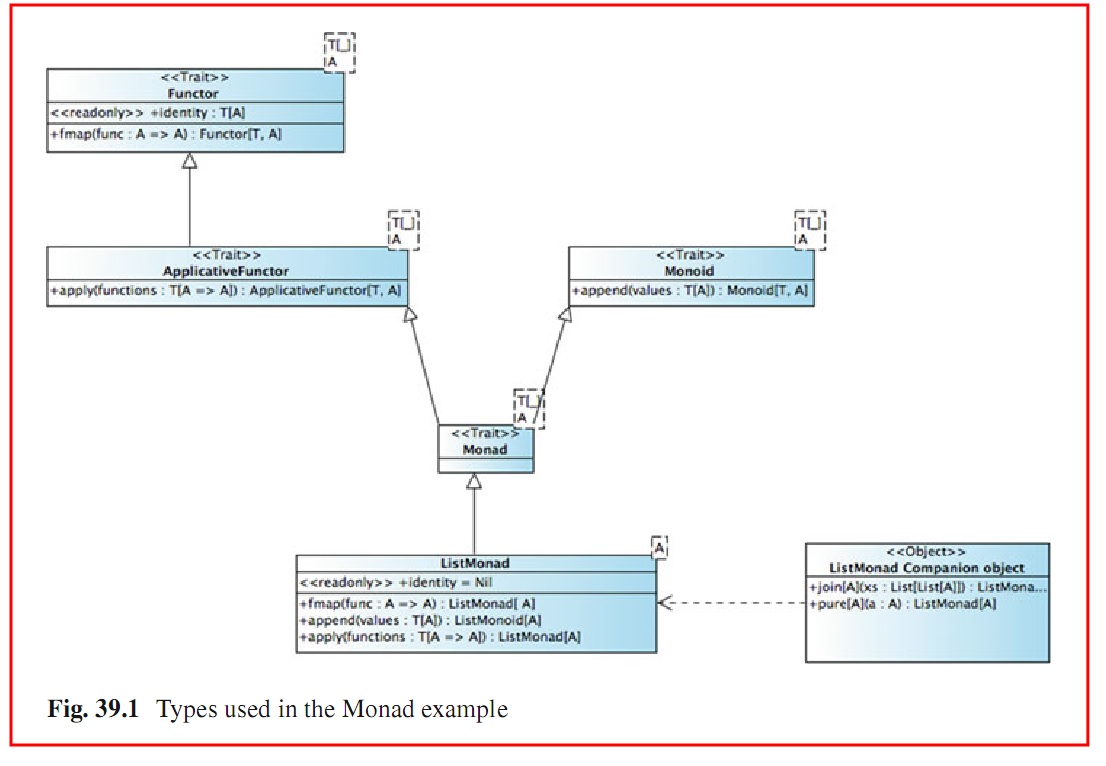 T[_]
A
<<Trait>>
Functor
<<readonly>> +identity : T[A]
+fmap(func : A => A) : Functor[T, A]
T[_]
A
<<Trait>>
ApplicativeFunctor
+apply(functions : T[A => A]) : ApplicativeFunctor[T, A]
T[_]
A
<<Trait>>
Monoid
+append(values : T[A]) : Monoid[T, A]
T[_]
A
<<Trait>>
Monad
A
ListMonad
<<readonly>> +identity = Nil
+fmap(func : A => A) : ListMonad[ A]
+append(values : T[A]) : ListMonoid[A]
+apply(functions : T[A => A]) : ListMonad[A]
<<Object>>
ListMonad Companion object
+join[A](xs : List[List[A]]) : ListMona...
+pure[A](a : A) : ListMonad[A]
Fig. 39.1 Types used in the Monad example